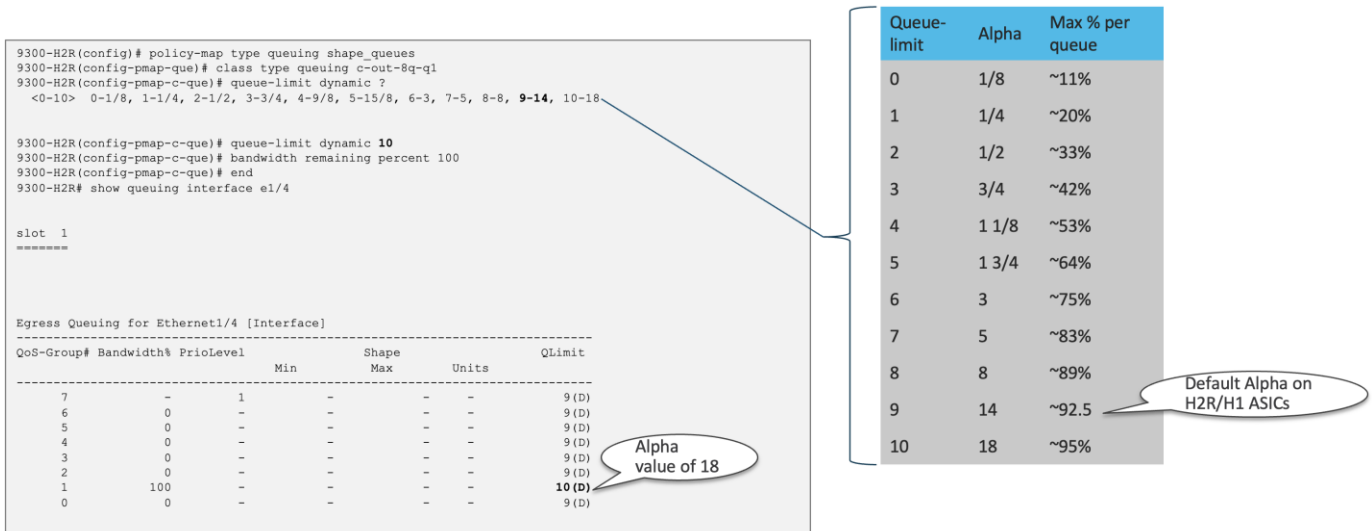 9300-H2R(config)# policy-map type queuing shape_queues
9300-H2R(config-pmap-que)# class type queuing c-out-8q-q1
9300-H2R(config-pmap-c-que)# queue-limit dynamic ?
<0-10> 0-1/8, 1-1/4, 2-1/2, 3-3/4, 4-9/8, 5-15/8, 6-3, 7-5, 8-8, 9-14, 10-18
9300-H2R(config-pmap-c-que)# queue-limit dynamic 10
9300-H2R(config-pmap-c-que)# bandwidth remaining percent 100
9300-H2R(config-pmap-c-que)# end
9300-H2R# show queuing interface e1/4
slot 1
=======
Egress Queuing for Ethernet1/4 [Interface]
------------------------------------------------------------------------------
QoS-Group# Bandwidth% PrioLevel Shape QLimit
Min Max Units
------------------------------------------------------------------------------
7 - 1 - - - - 9(D)
6 0 - - - - - 9(D)
5 0 - - - - - 9(D)
4 0 - - - - - 9(D)
3 0 - - - - - 9(D)
2 0 - - - - - 9(D)
1 100 - - - - - 10(D)
0 0 - - - - - 9(D)
Alpha
value of 18
Queue-limit Alpha Max % per queue
0 1/8 ~11%
1 1/4 ~20%
2 1/2 ~33%
3 3/4 ~42%
4 1 1/8 ~53%
5 1 3/4 ~64%
6 3 ~75%
7 5 ~83%
8 8 ~89%
9 14 ~92.5
10 18 ~95%
Default Alpha on
H2R/H1 ASICs